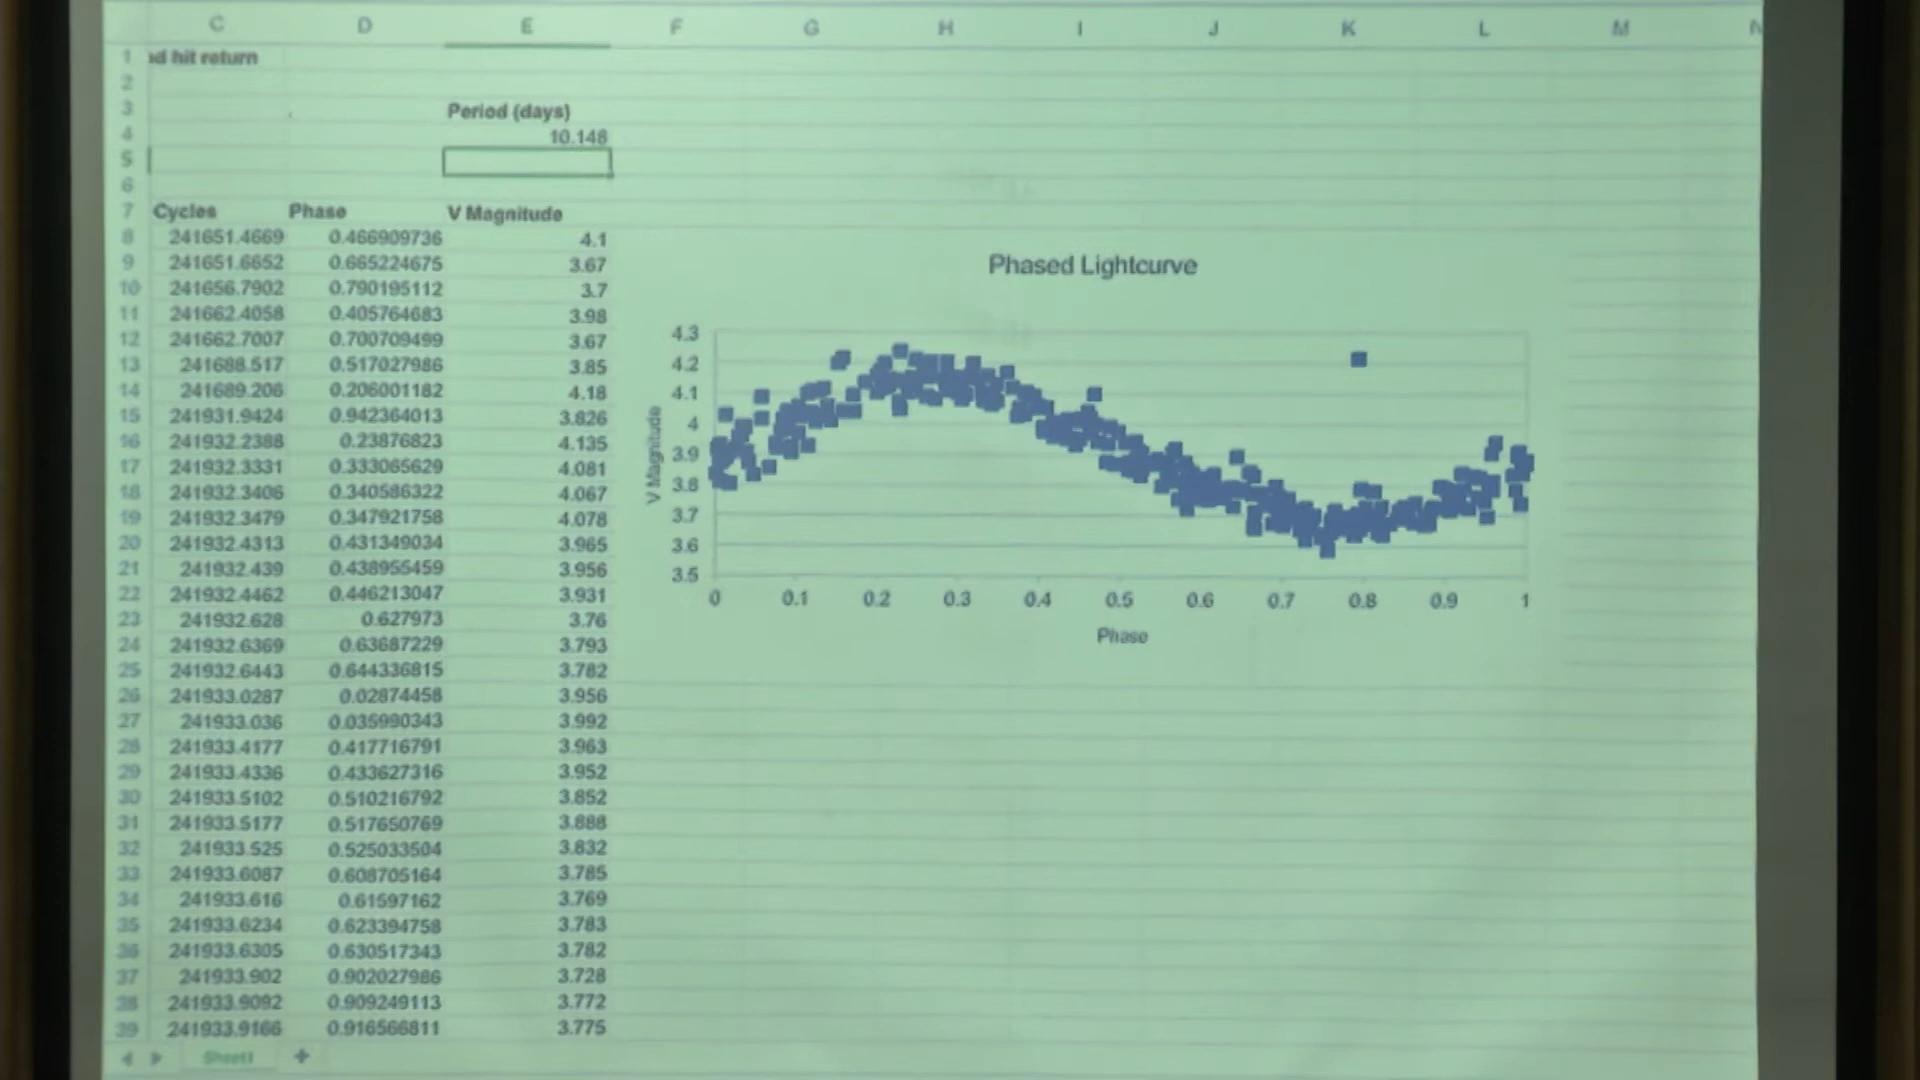 C D E F G H I J K L M N
1 d hit return
2
3 Period (days)
4 10.148
5
6
7 Cycles Phase V Magnitude
8 241651.4669 0.466909736 4.1
9 241651.6652 0.665224675 3.67
10 241656.7902 0.790195112 3.7
11 241662.4058 0.405764683 3.98
12 241662.7007 0.700709499 3.67
13 241688.517 0.517027986 3.85
14 241689.206 0.206001182 4.18
15 241931.9424 0.942364013 3.826
16 241932.2388 0.23876823 4.135
17 241932.3331 0.333065629 4.081
18 241932.3406 0.340586322 4.067
19 241932.3479 0.347921758 4.078
20 241932.4313 0.431349034 3.965
21 241932.439 0.438955459 3.956
22 241932.4462 0.446213047 3.931
23 241932.628 0.627973 3.76
24 241932.6369 0.63687229 3.793
25 241932.6443 0.644336815 3.782
26 241933.0287 0.02874458 3.956
27 241933.036 0.035990343 3.992
28 241933.4177 0.417716791 3.963
29 241933.4336 0.433627316 3.952
30 241933.5102 0.510216792 3.852
31 241933.5177 0.517650769 3.888
32 241933.525 0.525033504 3.832
33 241933.6087 0.608705164 3.785
34 241933.616 0.61597162 3.769
35 241933.6234 0.623394758 3.783
36 241933.6305 0.630517343 3.782
37 241933.902 0.902027986 3.728
38 241933.9092 0.909249113 3.772
39 241933.9166 0.916566811 3.775
Sheet1 +
Phased Lightcurve
V Magnitude
4.3
4.2
4.1
4
3.9
3.8
3.7
3.6
3.5
0 0.1 0.2 0.3 0.4 0.5 0.6 0.7 0.8 0.9 1
Phase